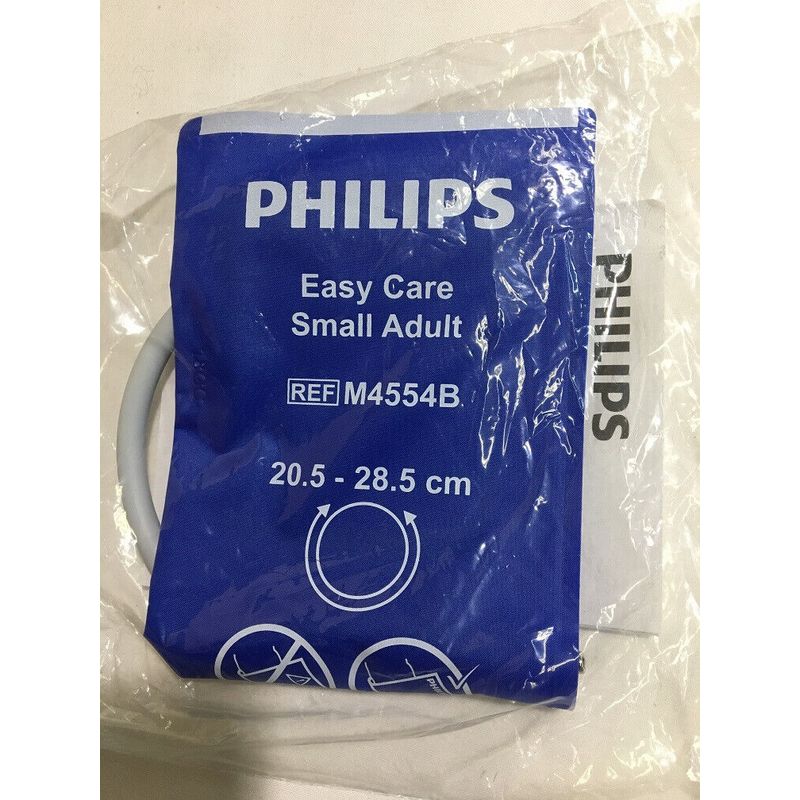 PHILIPS
Easy Care
Small Adult
REF M4554B
20.5 - 28.5 cm
PHILIPS